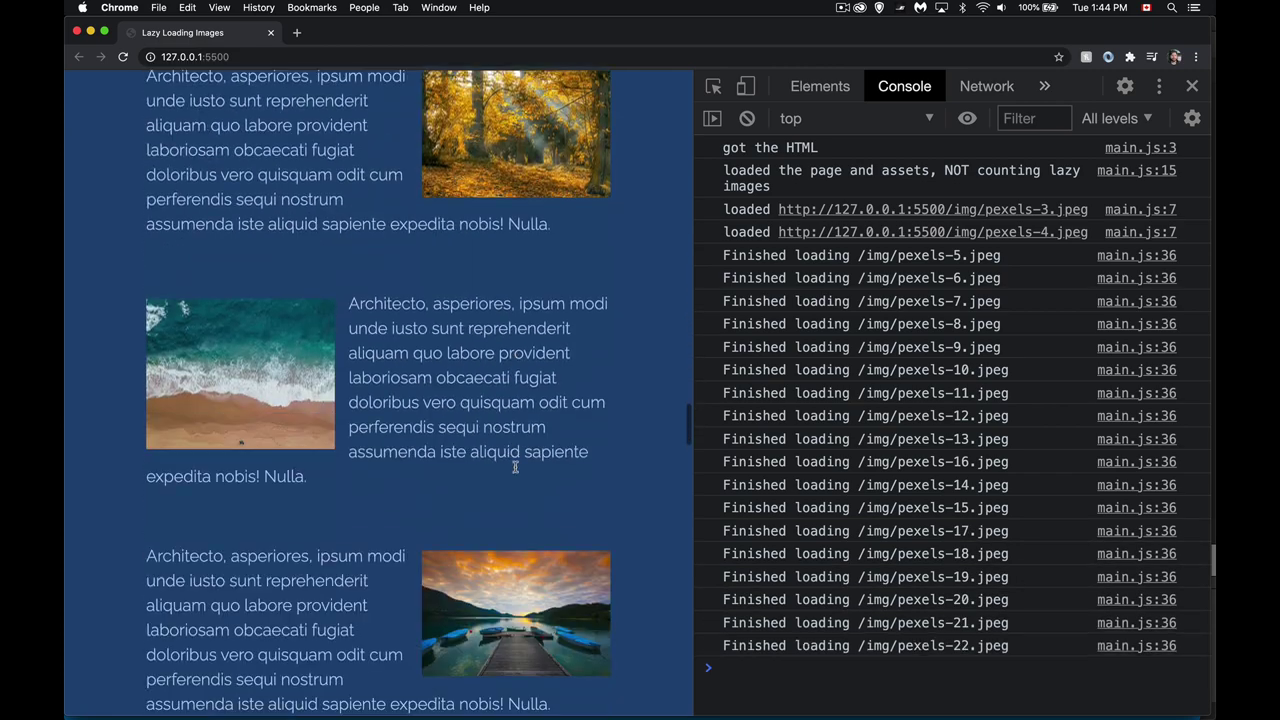 Chrome File Edit View History Bookmarks People Tab Window Help 100% Tue 1:44 PM
Lazy Loading Images
127.0.0.1:5500
Architecto, asperiores, ipsum modi
unde iusto sunt reprehenderit
aliquam quo labore provident
laboriosam obcaecati fugiat
doloribus vero quisquam odit cum
perferendis sequi nostrum
assumenda iste aliquid sapiente expedita nobis! Nulla.
Architecto, asperiores, ipsum modi
unde iusto sunt reprehenderit
aliquam quo labore provident
laboriosam obcaecati fugiat
doloribus vero quisquam odit cum
perferendis sequi nostrum
assumenda iste aliquid sapiente
expedita nobis! Nulla.
Architecto, asperiores, ipsum modi
unde iusto sunt reprehenderit
aliquam quo labore provident
laboriosam obcaecati fugiat
doloribus vero quisquam odit cum
perferendis sequi nostrum
assumenda iste aliquid sapiente expedita nobis! Nulla.
Elements Console Network
top Filter All levels
got the HTML main.js:3
loaded the page and assets, NOT counting lazy main.js:15
images
loaded http://127.0.0.1:5500/img/pexels-3.jpeg main.js:7
loaded http://127.0.0.1:5500/img/pexels-4.jpeg main.js:7
Finished loading /img/pexels-5.jpeg main.js:36
Finished loading /img/pexels-6.jpeg main.js:36
Finished loading /img/pexels-7.jpeg main.js:36
Finished loading /img/pexels-8.jpeg main.js:36
Finished loading /img/pexels-9.jpeg main.js:36
Finished loading /img/pexels-10.jpeg main.js:36
Finished loading /img/pexels-11.jpeg main.js:36
Finished loading /img/pexels-12.jpeg main.js:36
Finished loading /img/pexels-13.jpeg main.js:36
Finished loading /img/pexels-16.jpeg main.js:36
Finished loading /img/pexels-14.jpeg main.js:36
Finished loading /img/pexels-15.jpeg main.js:36
Finished loading /img/pexels-17.jpeg main.js:36
Finished loading /img/pexels-18.jpeg main.js:36
Finished loading /img/pexels-19.jpeg main.js:36
Finished loading /img/pexels-20.jpeg main.js:36
Finished loading /img/pexels-21.jpeg main.js:36
Finished loading /img/pexels-22.jpeg main.js:36